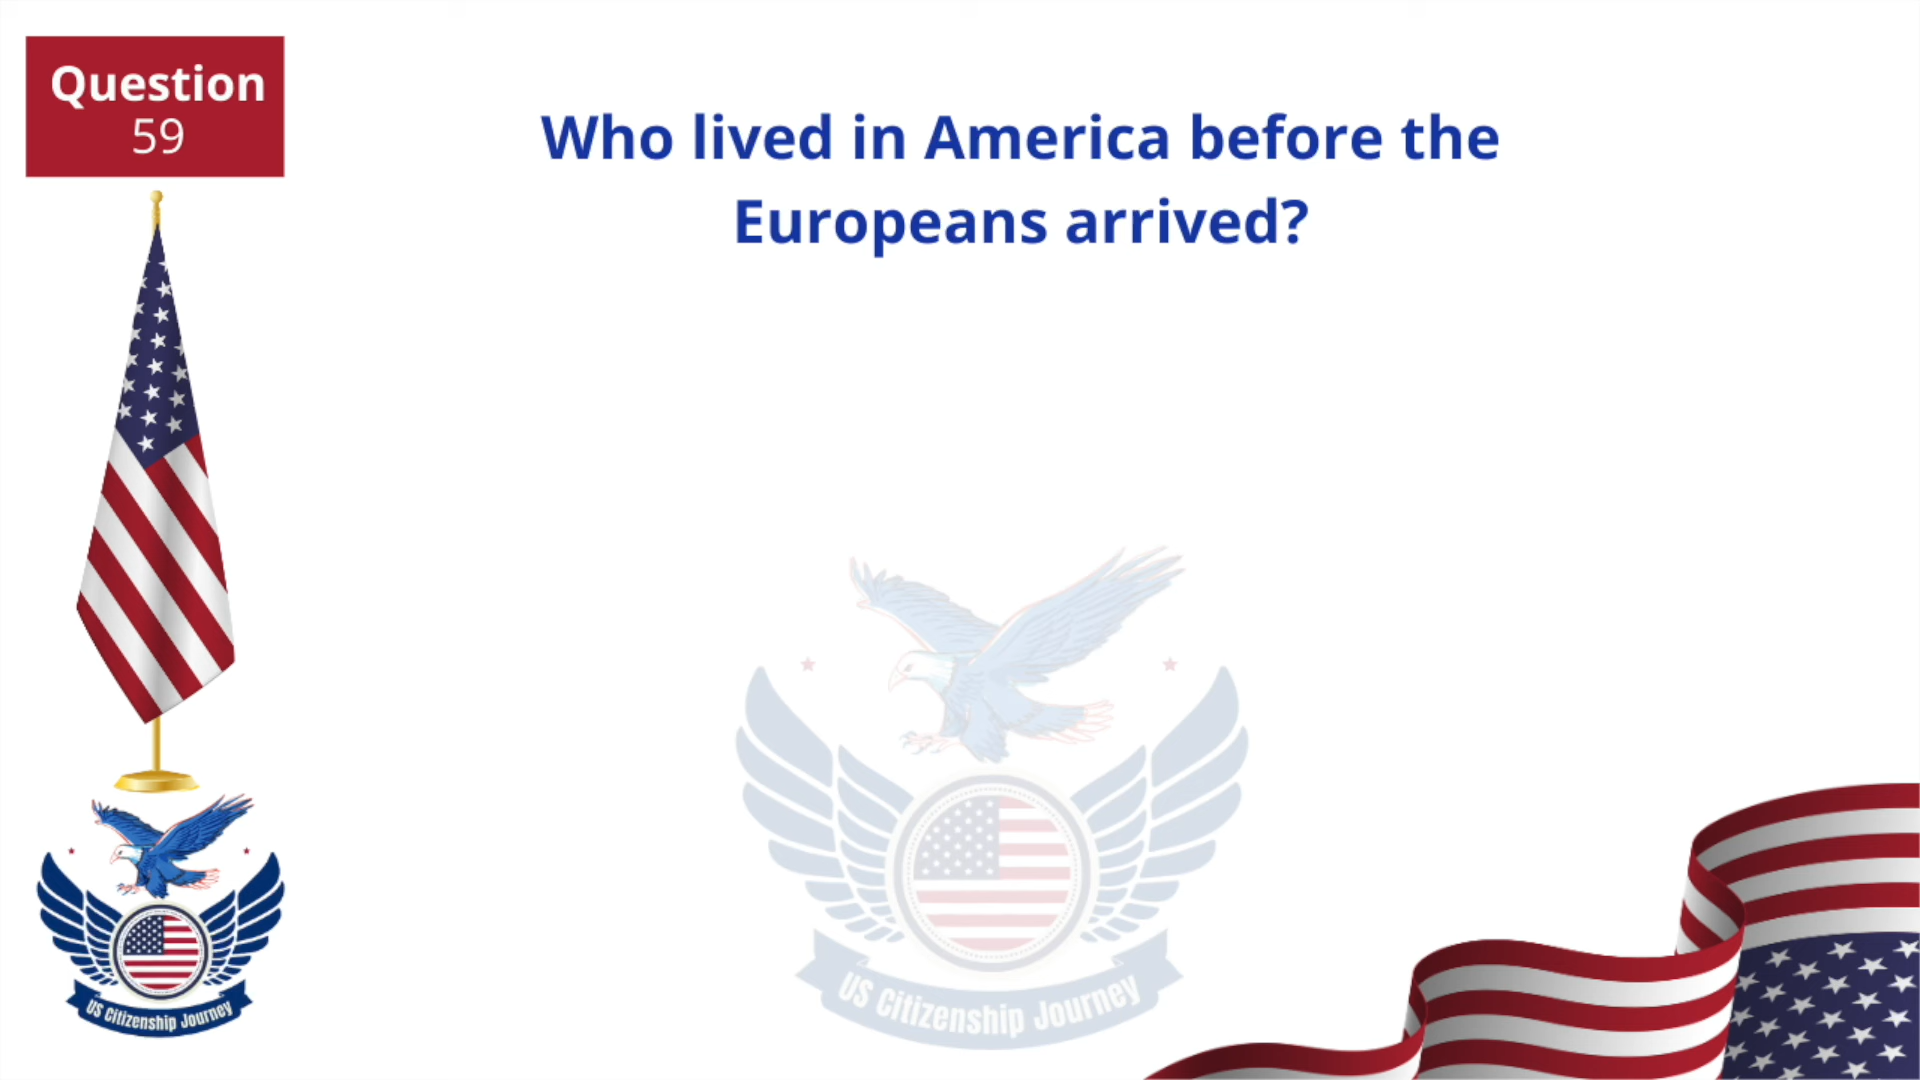 Question
59
Who lived in America before the
Europeans arrived?
US Citizenship Journey
US Citizenship Journey